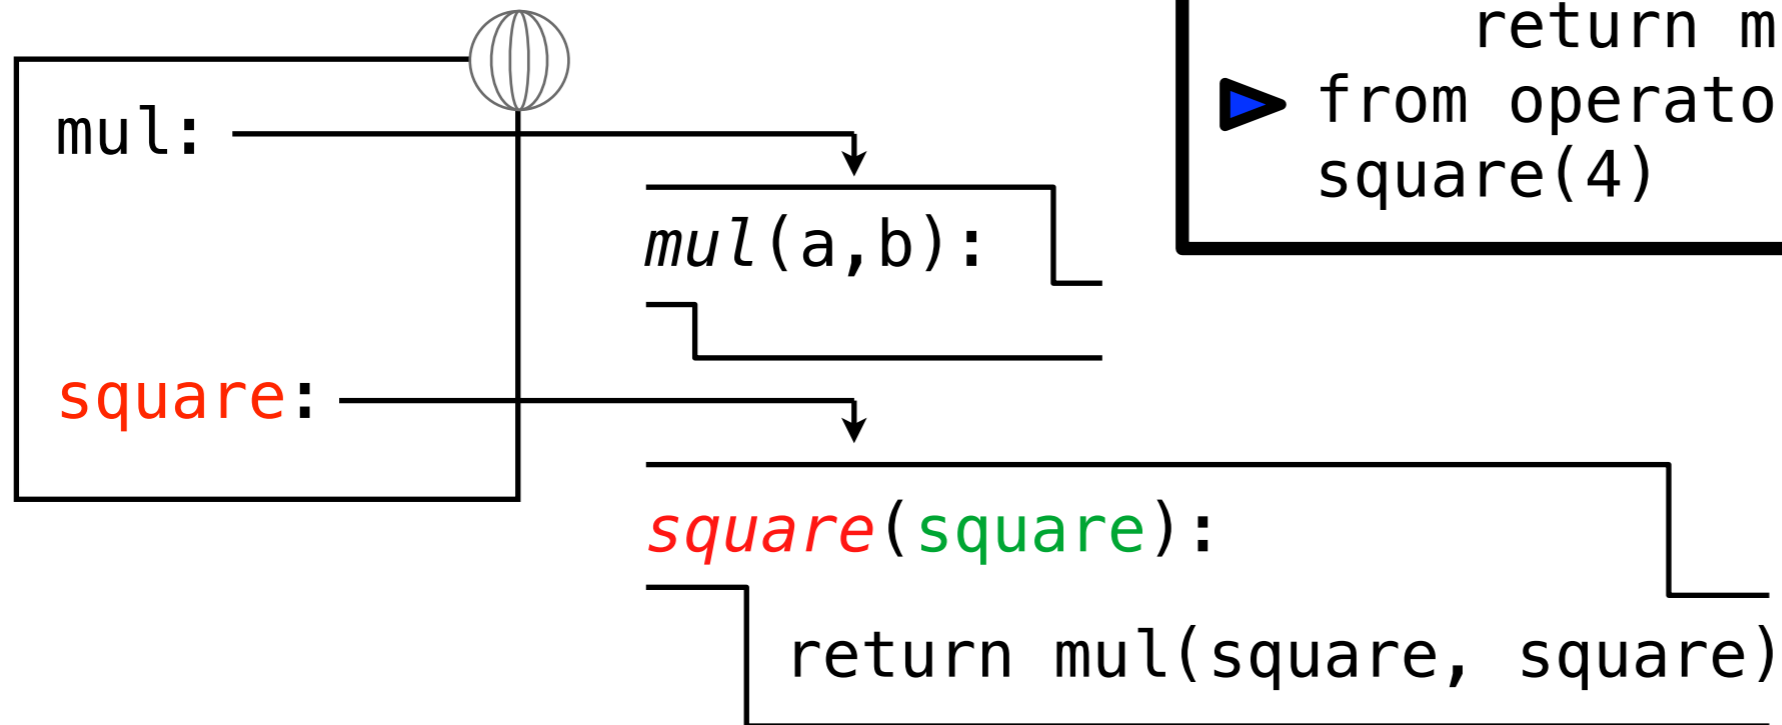 return m
from operato
square(4)
mul:
mul(a,b):
square:
square(square):
return mul(square, square)